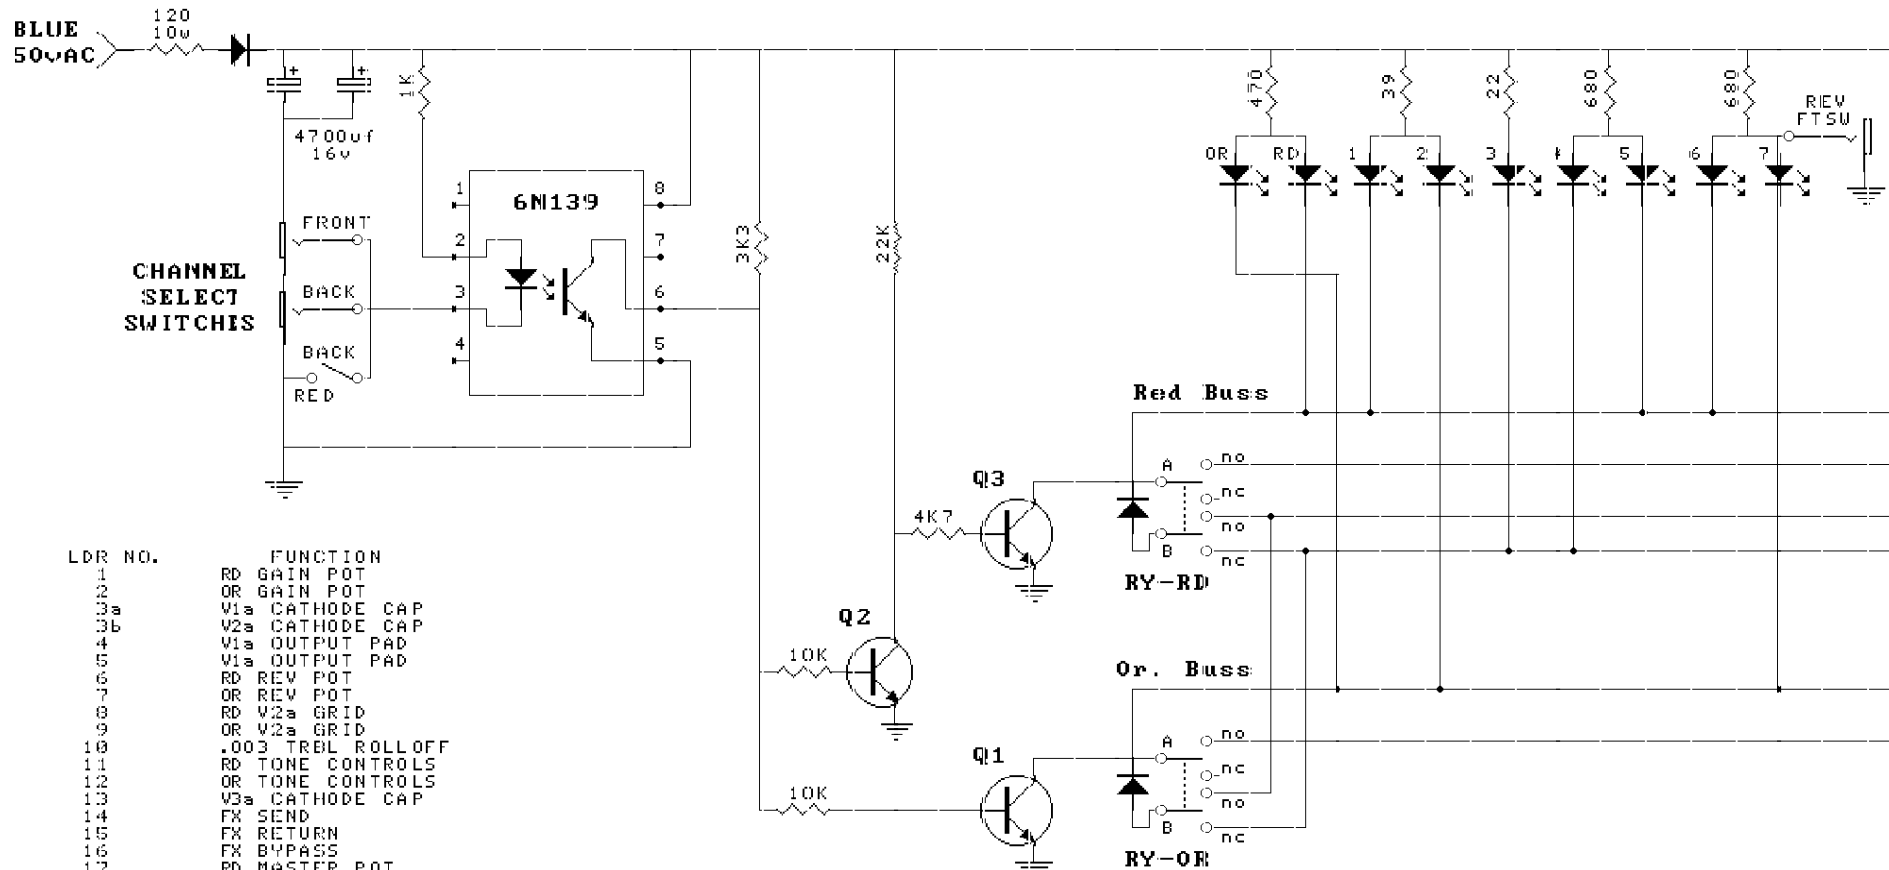 BLUE
50vAC
120
10w
4700uf
16v
1K
6N139
1
2
3
4
8
7
6
5
FRONT
BACK
BACK
RED
CHANNEL
SELECT
SWITCHES
3K3
22K
470
39
22
680
680
REV
FTSW
OR
RD
1
2
3
4
5
6
7
Red Buss
A
no
nc
no
B
nc
RY-RD
Q3
4K7
Q2
10K
Or. Buss
Q1
10K
A
no
nc
no
B
nc
RY-OR
LDR NO. FUNCTION
1 RD GAIN POT
2 OR GAIN POT
3a V1a CATHODE CAP
3b V2a CATHODE CAP
4 V1a OUTPUT PAD
5 V1a OUTPUT PAD
6 RD REV POT
7 OR REV POT
8 RD V2a GRID
9 OR V2a GRID
10 .003 TRBL ROLLOFF
11 RD TONE CONTROLS
12 OR TONE CONTROLS
13 V3a CATHODE CAP
14 FX SEND
15 FX RETURN
16 FX BYPASS
17 RD MASTER POT